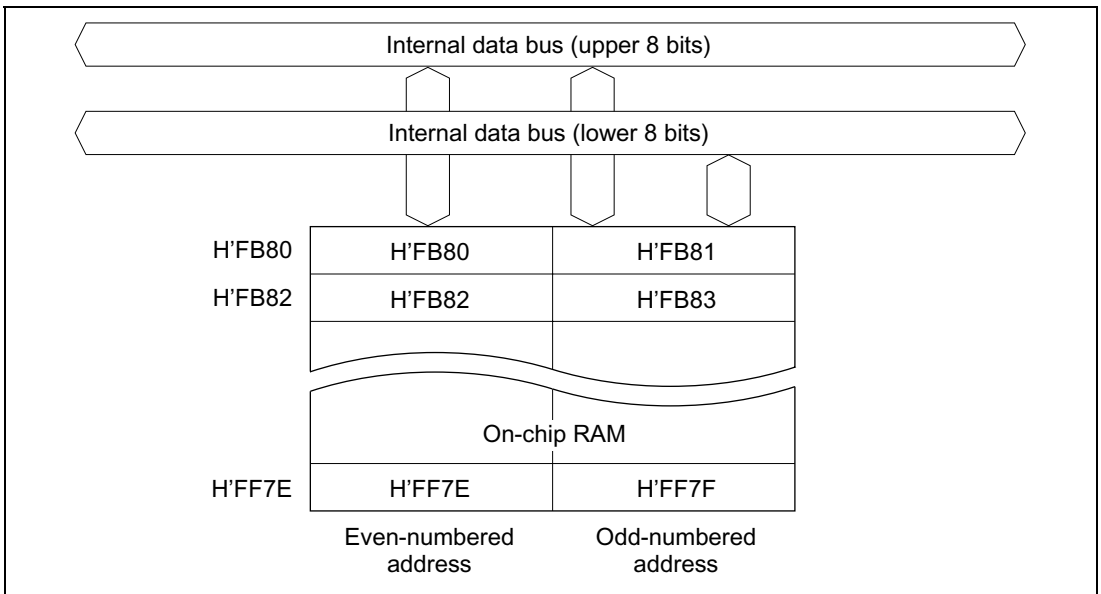 Internal data bus (upper 8 bits)
Internal data bus (lower 8 bits)
H’FB80 H’FB80 H’FB81
H’FB82 H’FB82 H’FB83
On-chip RAM
H’FF7E H’FF7E H’FF7F
Even-numbered Odd-numbered
address address